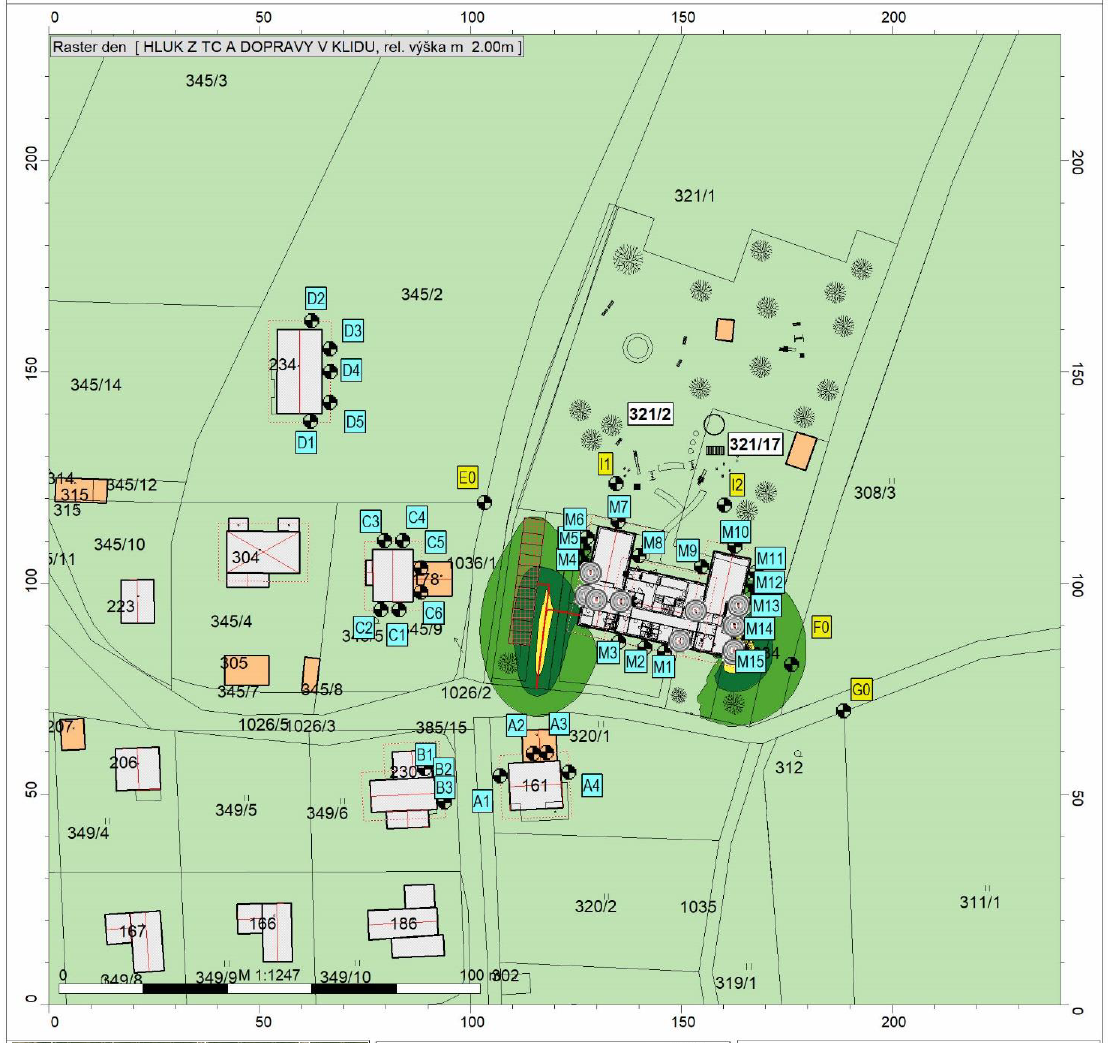 0 50 100 150 200
Raster den [ HLUK Z TC A DOPRAVY V KLIDU, rel. výška m 2.00m ]
345/3
200 200
321/1
D2 345/2
D3
234 D4
150 345/14 150
D5
D1
321/2
321/17
I1
E0
I2
308/3
345/12
315
315
C4
C3
C5
M7
M6
M5
M4
M8
M9
M10
M11
M12
M13
M14
M15
345/10
304
1036/1
178
100 100
223
345/4
C2
C1
C6
M3
M2
M1
F0
305
345/7
345/8
1026/2
G0
1026/5
1026/3
385/15
A2
A3
320/1
207
206
B1
230
B2
B3
161
A1
A4
312
50 50
349/5
349/6
349/4
320/2
1035
311/1
167
166
186
0 M 1:1247 100 m
349/8
349/9
349/10
302
319/1
0 0
0 50 100 150 200